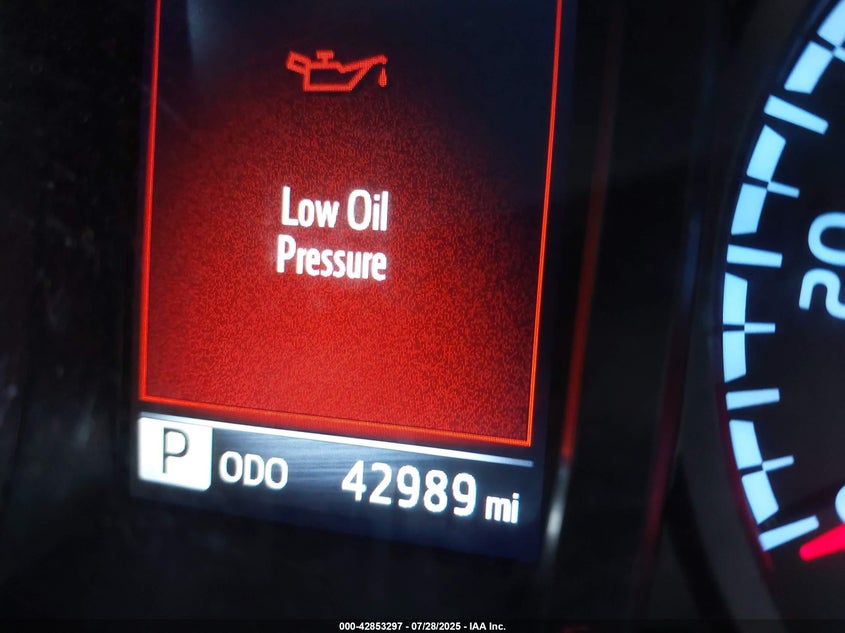 Low Oil
Pressure
P ODO 42989 mi
20
000-42853297 - 07/28/2025 - IAA Inc.